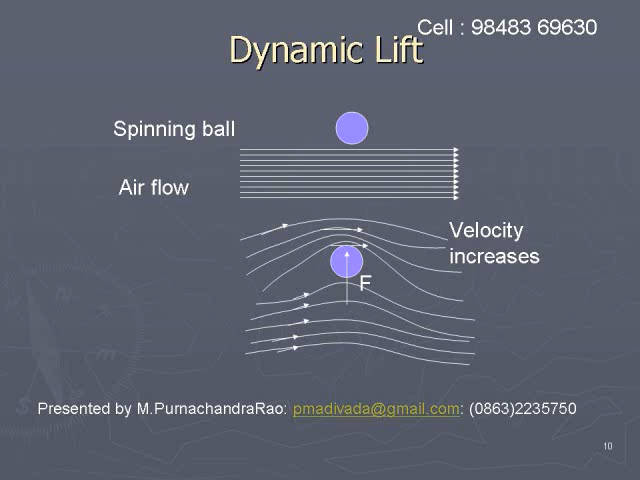 Cell : 98483 69630
Dynamic Lift
Spinning ball
Air flow
Velocity
increases
F
Presented by M.PurnachandraRao: pmadivada@gmail.com: (0863)2235750
10